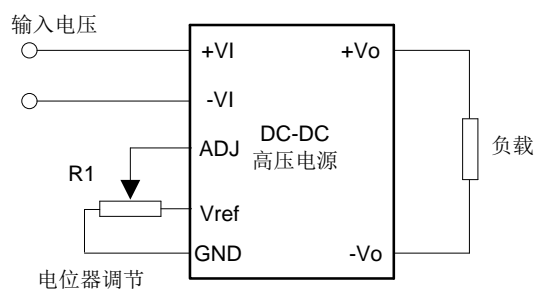 输入电压
+VI
+Vo
-VI
DC-DC
高压电源
ADJ
负载
R1
Vref
GND
-Vo
电位器调节